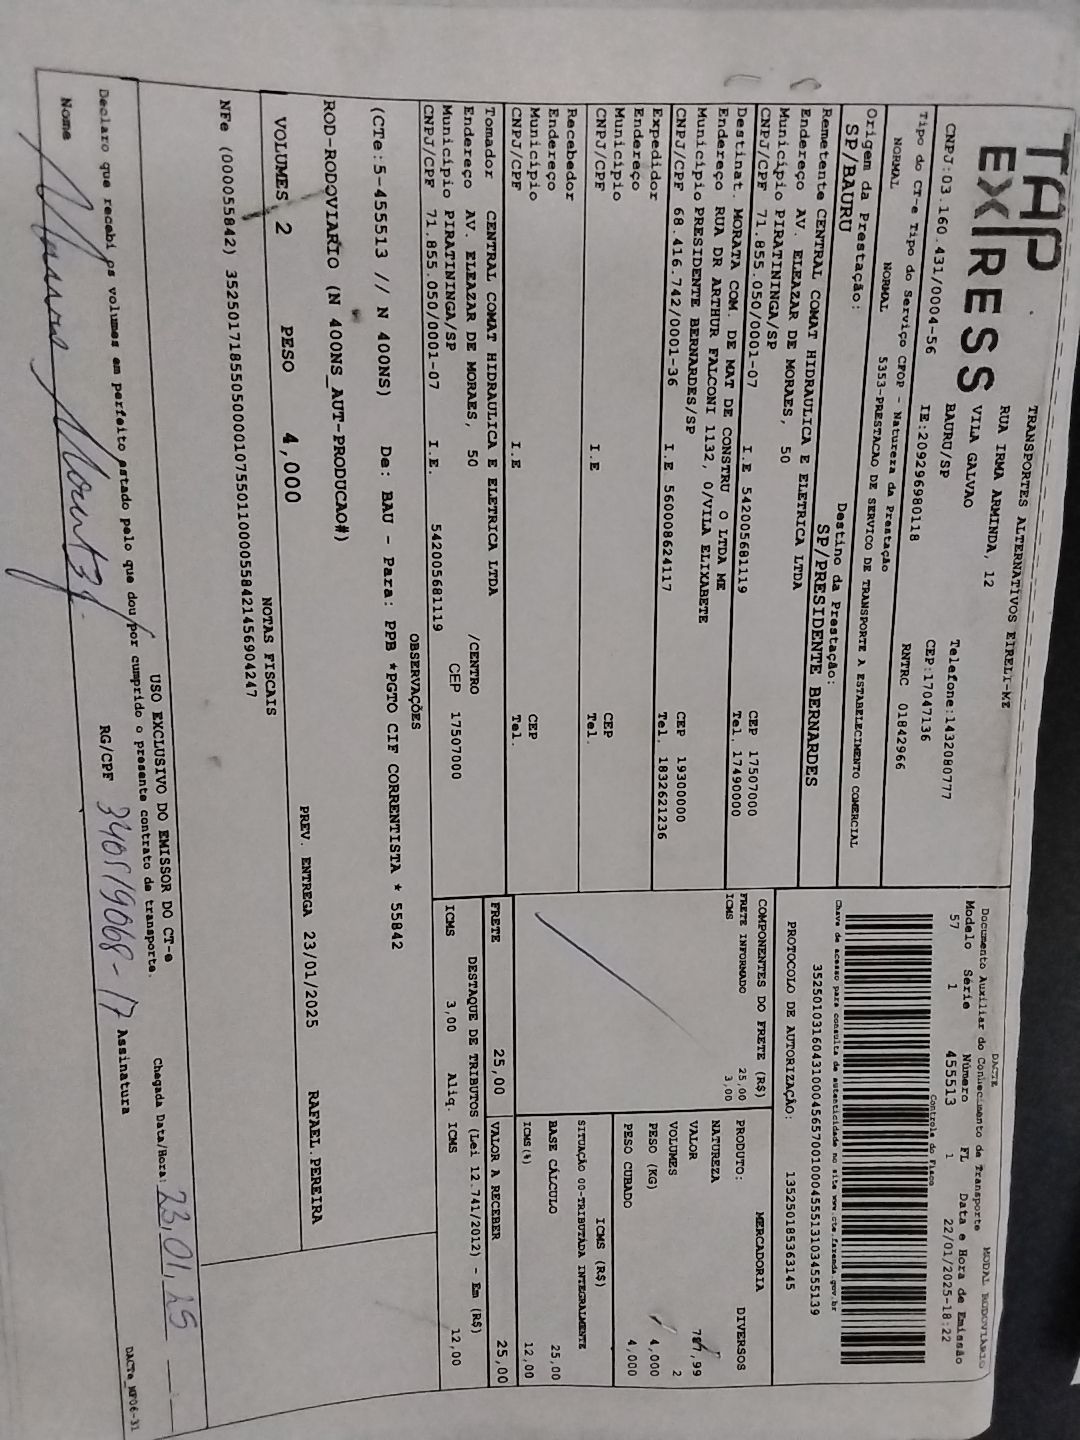 TAP
EXPRESS
TRANSPORTES ALTERNATIVOS EIRELI-ME
RUA IRMA ARMINDA, 12
VILA GALVAO
BAURU/SP
Telefone:1432080777
CEP:17047136
CNPJ:03.160.431/0004-56 IE:209296980118 RNTRC 01842966
Tipo do CT-e Tipo do Serviço CFOP - Natureza da Prestação
NORMAL NORMAL 5353-PRESTACAO DE SERVICO DE TRANSPORTE A ESTABELECIMENTO COMERCIAL
Origem da Prestação: Destino da Prestação:
SP/BAURU SP/PRESIDENTE BERNARDES
DACTE MODAL RODOVIÁRIO
Documento Auxiliar do Conhecimento de Transporte
Modelo Série Número FL Data e Hora de Emissão
57 1 455513 1 22/01/2025-18:22
Controle do Fisco
Chave de acesso para consulta de autenticidade no site www.cte.fazenda.gov.br
35250103160431000456570010004555131034555139
PROTOCOLO DE AUTORIZAÇÃO: 135250185363145
Remetente CENTRAL COMAT HIDRAULICA E ELETRICA LTDA
Endereço AV. ELEAZAR DE MORAES, 50
Município PIRATININGA/SP CEP 17507000
CNPJ/CPF 71.855.050/0001-07 I.E 542005681119 Tel. 17490000
Destinat. MORATA COM. DE MAT DE CONSTRU O LTDA ME
Endereço RUA DR ARTHUR FALCONI 1132, 0/VILA ELIXABETE
Município PRESIDENTE BERNARDES/SP CEP 19300000
CNPJ/CPF 68.416.742/0001-36 I.E 560008624117 Tel. 1832621236
Expedidor
Endereço
Município CEP
CNPJ/CPF I.E Tel.
Recebedor
Endereço
Município CEP
CNPJ/CPF I.E Tel.
Tomador CENTRAL COMAT HIDRAULICA E ELETRICA LTDA
Endereço AV. ELEAZAR DE MORAES, 50 /CENTRO
Município PIRATININGA/SP CEP 17507000
CNPJ/CPF 71.855.050/0001-07 I.E. 542005681119
COMPONENTES DO FRETE (R$)
FRETE INFORMADO 25,00
ICMS 3,00
MERCADORIA
PRODUTO: DIVERSOS
NATUREZA
VALOR
VOLUMES 2
PESO (KG) 4,000
PESO CUBADO 4,000
ICMS (R$)
SITUAÇÃO 00-TRIBUTADA INTEGRALMENTE
BASE CÁLCULO 25,00
ICMS(%) 12,00
FRETE 25,00 VALOR A RECEBER 25,00
DESTAQUE DE TRIBUTOS (Lei 12.741/2012) - Em (R$)
ICMS 3,00 Aliq. ICMS 12,00
OBSERVAÇÕES
(CTe:5-455513 // N 400NS) De: BAU - Para: PPB *PGTO CIF CORRENTISTA * 55842
ROD-RODOVIARIO (N 400NS_AUT-PRODUCAO#)
PREV. ENTREGA 23/01/2025 RAFAEL.PEREIRA
VOLUMES 2 PESO 4,000
NOTAS FISCAIS
NFe (000055842) 35250171855050000107550110000558421456904247
USO EXCLUSIVO DO EMISSOR DO CT-e
Chegada Data/Hora: 23,01,25
Declaro que recebi os volumes em perfeito estado pelo que dou por cumprido o presente contrato de transporte.
Nome RG/CPF 340519068-17 Assinatura
DACTe_MF06-31